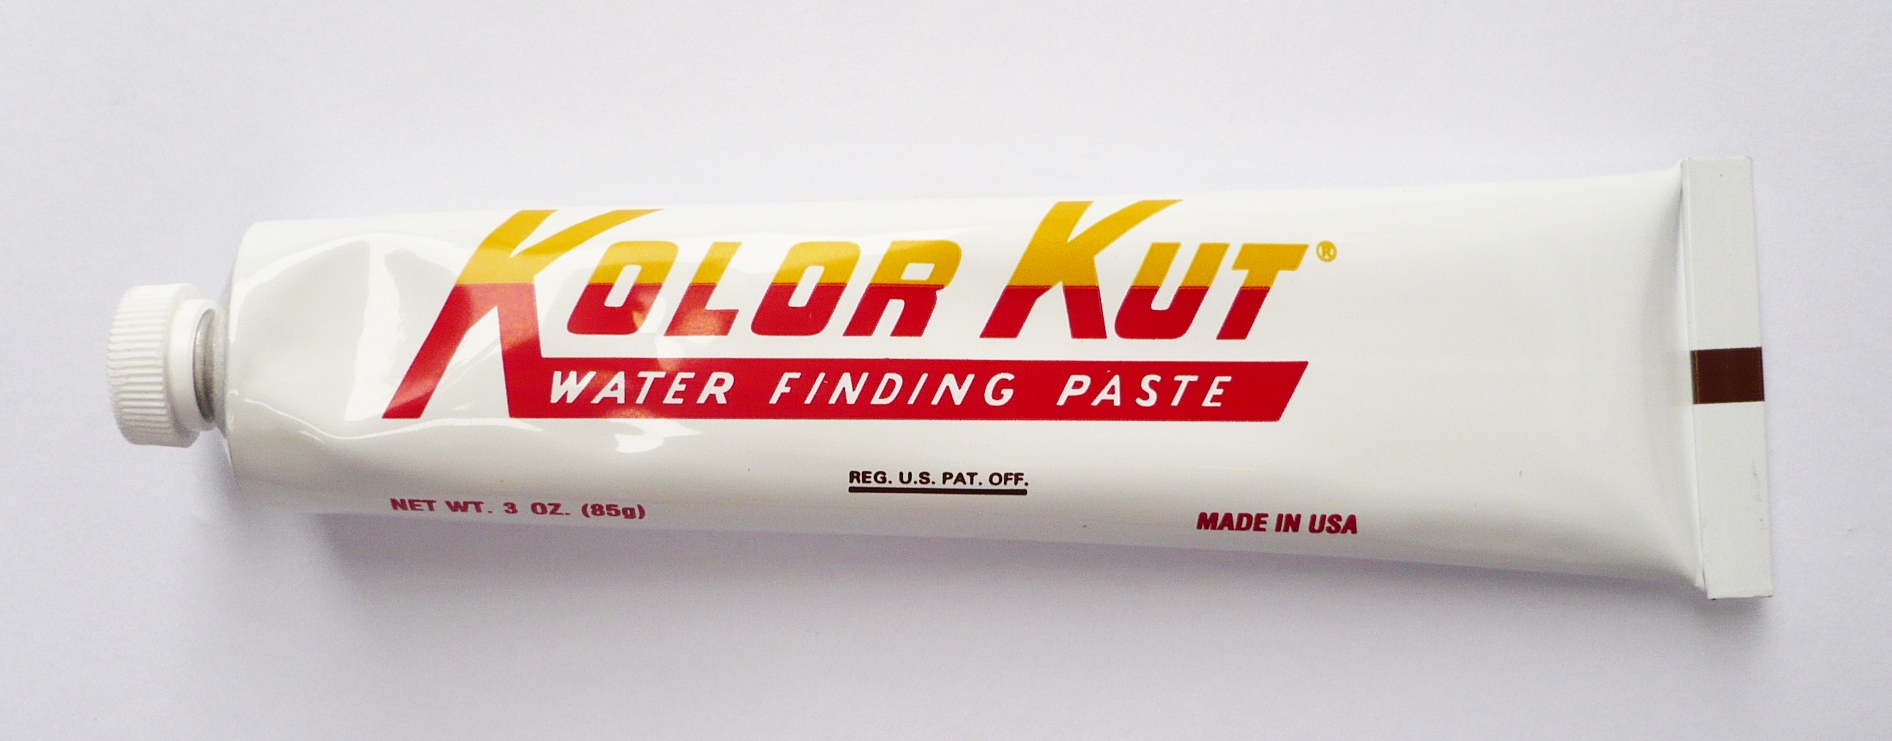 KOLOR KUT®
WATER FINDING PASTE
REG. U.S. PAT. OFF.
NET WT. 3 OZ. (85g)
MADE IN USA